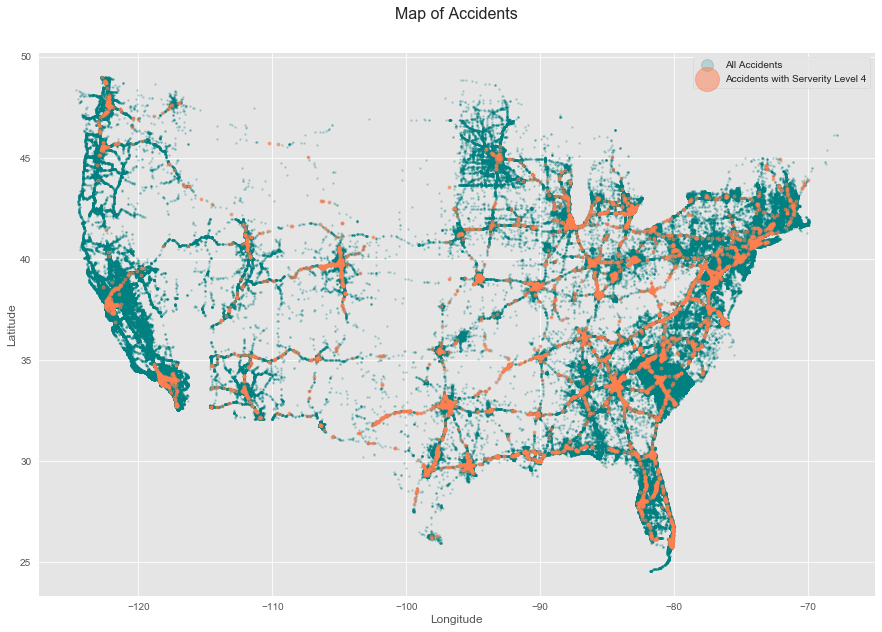 Map of Accidents
All Accidents
Accidents with Serverity Level 4
50
45
40
35
30
25
Latitude
−120
−110
−100
−90
−80
−70
Longitude